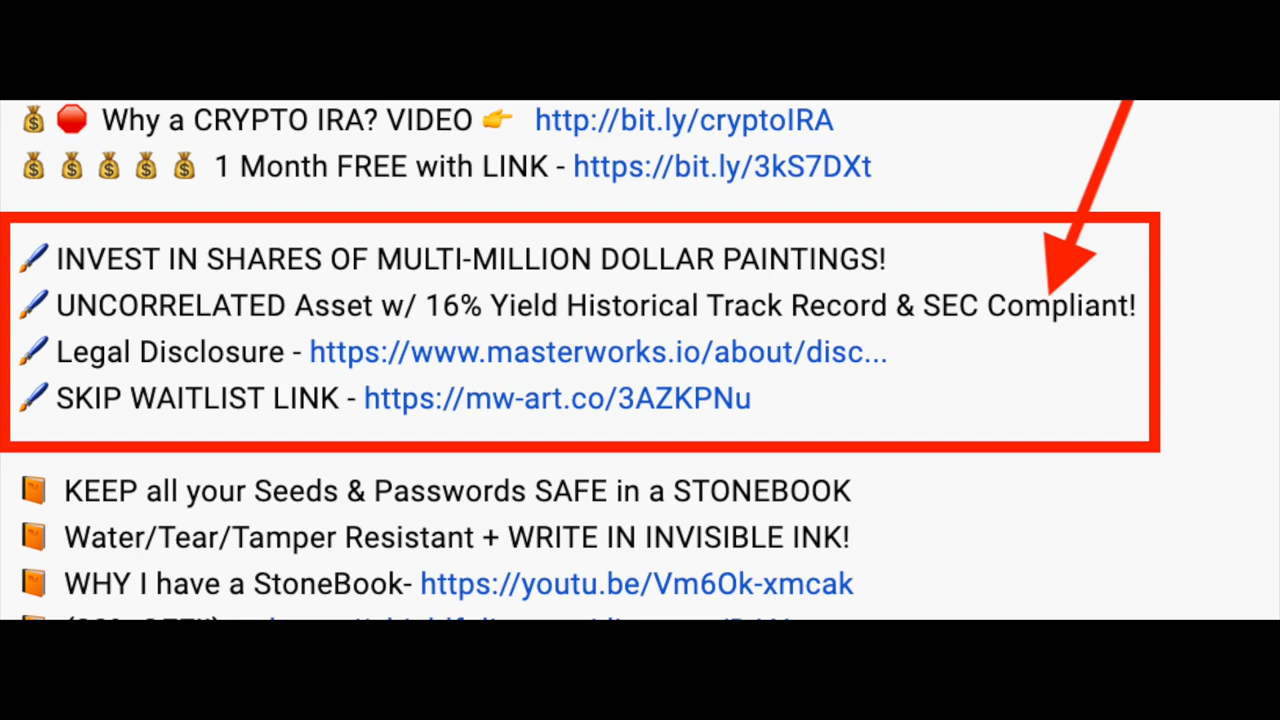 💰🛑 Why a CRYPTO IRA? VIDEO 👉 http://bit.ly/cryptoIRA
💰💰💰💰💰 1 Month FREE with LINK - https://bit.ly/3kS7DXt
🖌️ INVEST IN SHARES OF MULTI-MILLION DOLLAR PAINTINGS!
🖌️ UNCORRELATED Asset w/ 16% Yield Historical Track Record & SEC Compliant!
🖌️ Legal Disclosure - https://www.masterworks.io/about/disc...
🖌️ SKIP WAITLIST LINK - https://mw-art.co/3AZKPNu
📙 KEEP all your Seeds & Passwords SAFE in a STONEBOOK
📙 Water/Tear/Tamper Resistant + WRITE IN INVISIBLE INK!
📙 WHY I have a StoneBook- https://youtu.be/Vm6Ok-xmcak